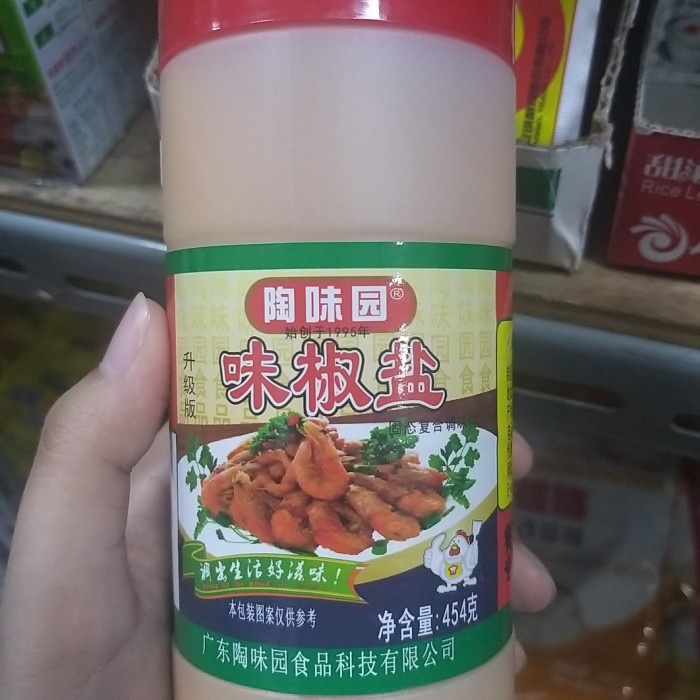 陶味园®
始创于1995年
升级版
味椒盐
固态复合调味
调出生活好滋味！
本包装图案仅供参考
净含量:454克
广东陶味园食品科技有限公司
甜
Rice